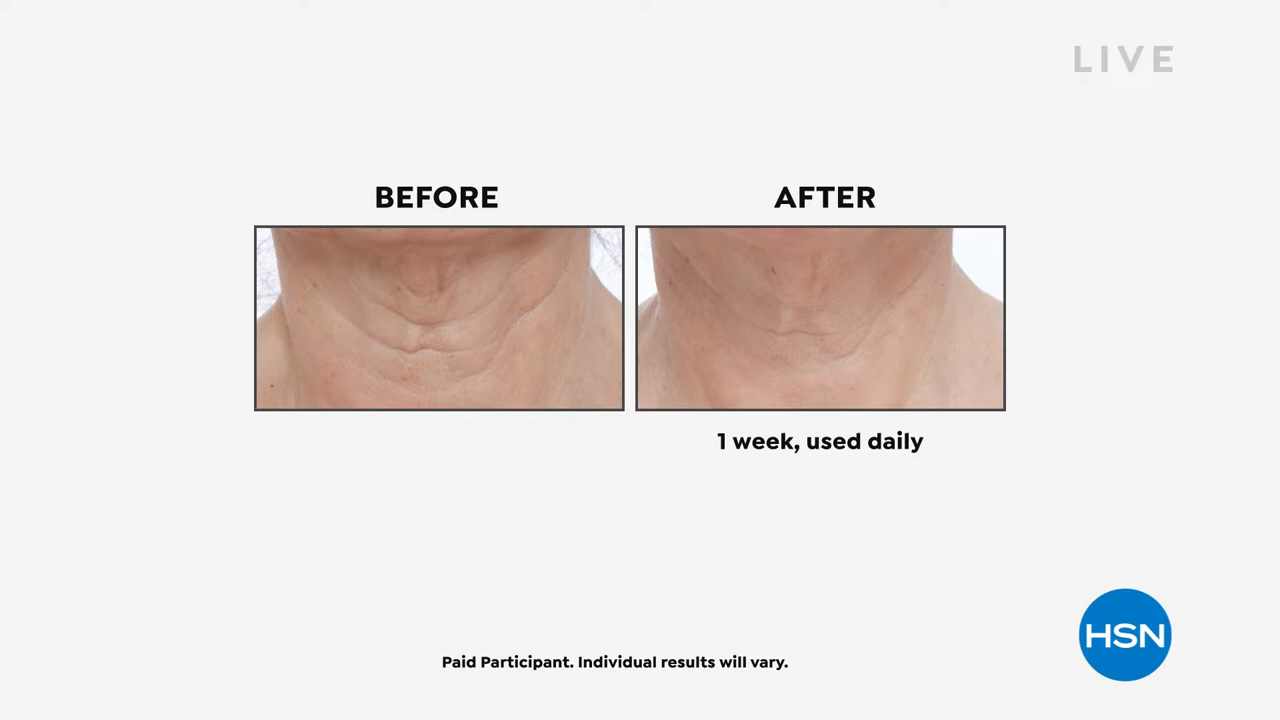 LIVE
BEFORE
AFTER
1 week, used daily
HSN
Paid Participant. Individual results will vary.